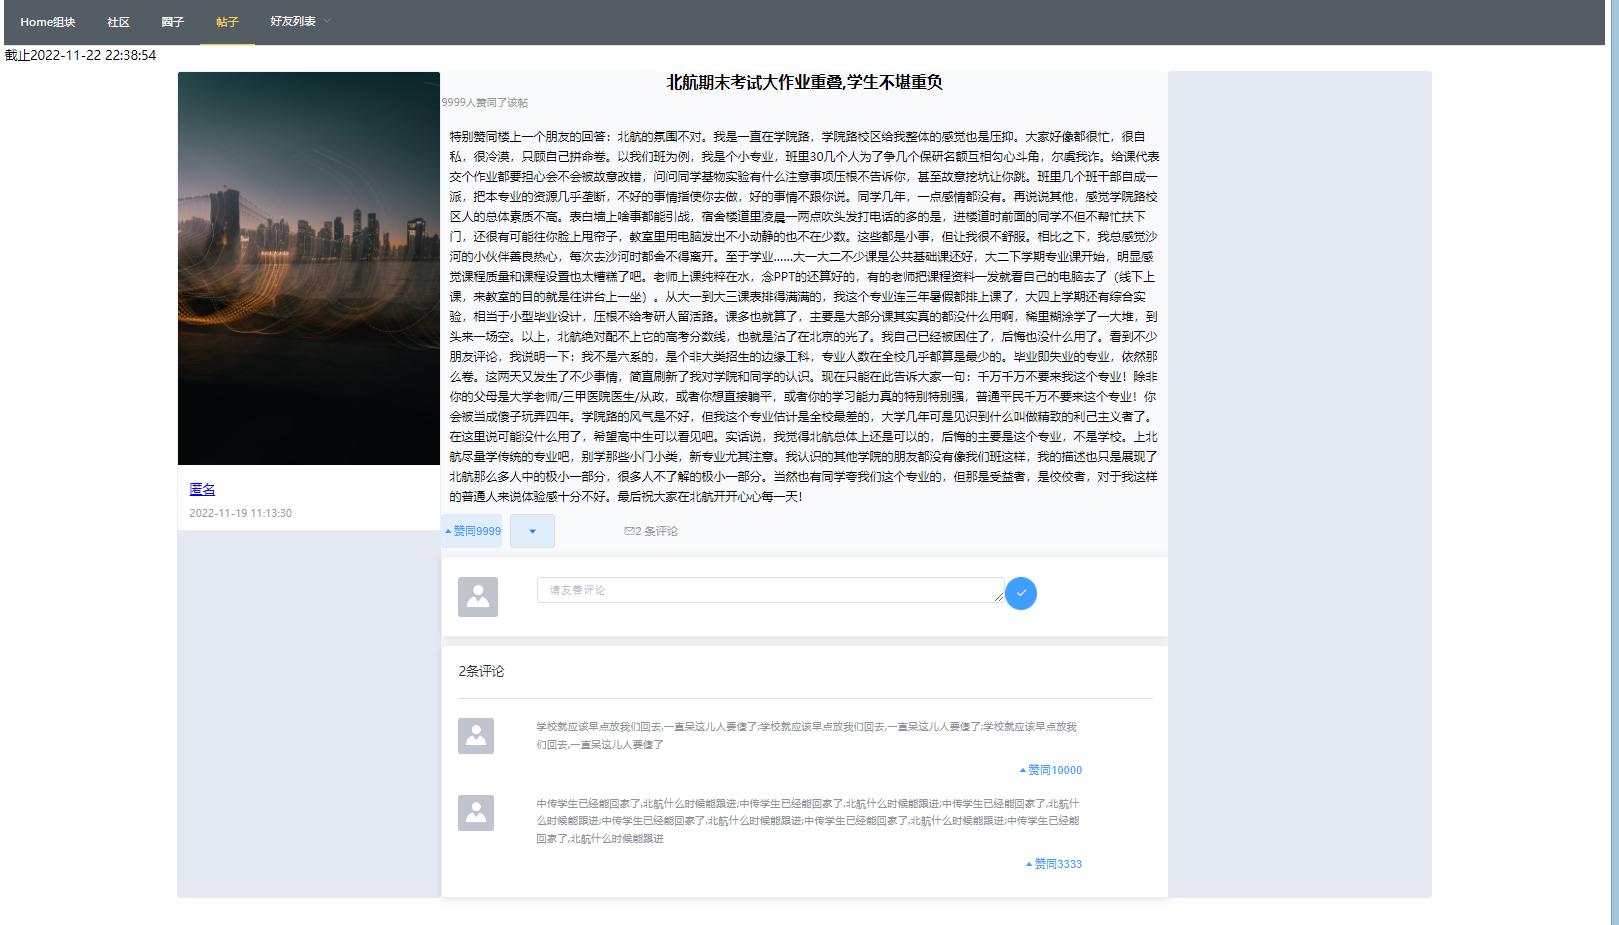 Home组块 社区 圈子 帖子 好友列表
截止2022-11-22 22:38:54
北航期末考试大作业重叠,学生不堪重负
9999人赞同了该帖
特别赞同楼上一个朋友的回答：北航的氛围不对。我是一直在学院路，学院路校区给我整体的感觉也是压抑。大家好像都很忙，很自
私，很冷漠，只顾自己拼命卷。以我们班为例，我是个小专业，班里30几个人为了争几个保研名额互相勾心斗角，尔虞我诈。给课代表
交个作业都要担心会不会被故意改错，问问同学基物实验有什么注意事项压根不告诉你，甚至故意挖坑让你跳。班里几个班干部自成一
派，把本专业的资源几乎垄断，不好的事情指使你去做，好的事情不跟你说。同学几年，一点感情都没有。再说说其他，感觉学院路校
区人的总体素质不高。表白墙上啥事都能引战，宿舍楼道里凌晨一两点吹头发打电话的多的是，进楼道时前面的同学不但不帮忙扶下
门，还很有可能往你脸上甩帘子，教室里用电脑发出不小动静的也不在少数。这些都是小事，但让我很不舒服。相比之下，我总感觉沙
河的小伙伴善良热心，每次去沙河时都舍不得离开。至于学业......大一大二不少课是公共基础课还好，大二下学期专业课开始，明显感
觉课程质量和课程设置也太糟糕了吧。老师上课纯粹在水，念PPT的还算好的，有的老师把课程资料一发就看自己的电脑去了（线下上
课，来教室的目的就是往讲台上一坐）。从大一到大三课表排得满满的，我这个专业连三年暑假都排上课了，大四上学期还有综合实
验，相当于小型毕业设计，压根不给考研人留活路。课多也就算了，主要是大部分课其实真的都没什么用啊，稀里糊涂学了一大堆，到
头来一场空。以上，北航绝对配不上它的高考分数线，也就是沾了在北京的光了。我自己已经被困住了，后悔也没什么用了。看到不少
朋友评论，我说明一下：我不是六系的，是个非大类招生的边缘工科，专业人数在全校几乎都算是最少的。毕业即失业的专业，依然那
么卷。这两天又发生了不少事情，简直刷新了我对学院和同学的认识。现在只能在此告诉大家一句：千万千万不要来我这个专业！除非
你的父母是大学老师/三甲医院医生/从政，或者你想直接躺平，或者你的学习能力真的特别特别强，普通平民千万不要来这个专业！你
会被当成傻子玩弄四年。学院路的风气是不好，但我这个专业估计是全校最差的，大学几年可是见识到什么叫做精致的利己主义者了。
在这里说可能没什么用了，希望高中生可以看见吧。实话说，我觉得北航总体上还是可以的，后悔的主要是这个专业，不是学校。上北
航尽量学传统的专业吧，别学那些小门小类，新专业尤其注意。我认识的其他学院的朋友都没有像我们班这样，我的描述也只是展现了
北航那么多人中的极小一部分，很多人不了解的极小一部分。当然也有同学夸我们这个专业的，但那是受益者，是佼佼者，对于我这样
的普通人来说体验感十分不好。最后祝大家在北航开开心心每一天！
匿名
2022-11-19 11:13:30
赞同9999 2 条评论
请友善评论
2条评论
学校就应该早点放我们回去,一直呆这儿人要傻了;学校就应该早点放我们回去,一直呆这儿人要傻了;学校就应该早点放我
们回去,一直呆这儿人要傻了
赞同10000
中传学生已经能回家了,北航什么时候能跟进;中传学生已经能回家了,北航什么时候能跟进;中传学生已经能回家了,北航什
么时候能跟进;中传学生已经能回家了,北航什么时候能跟进;中传学生已经能回家了,北航什么时候能跟进;中传学生已经能
回家了,北航什么时候能跟进
赞同3333